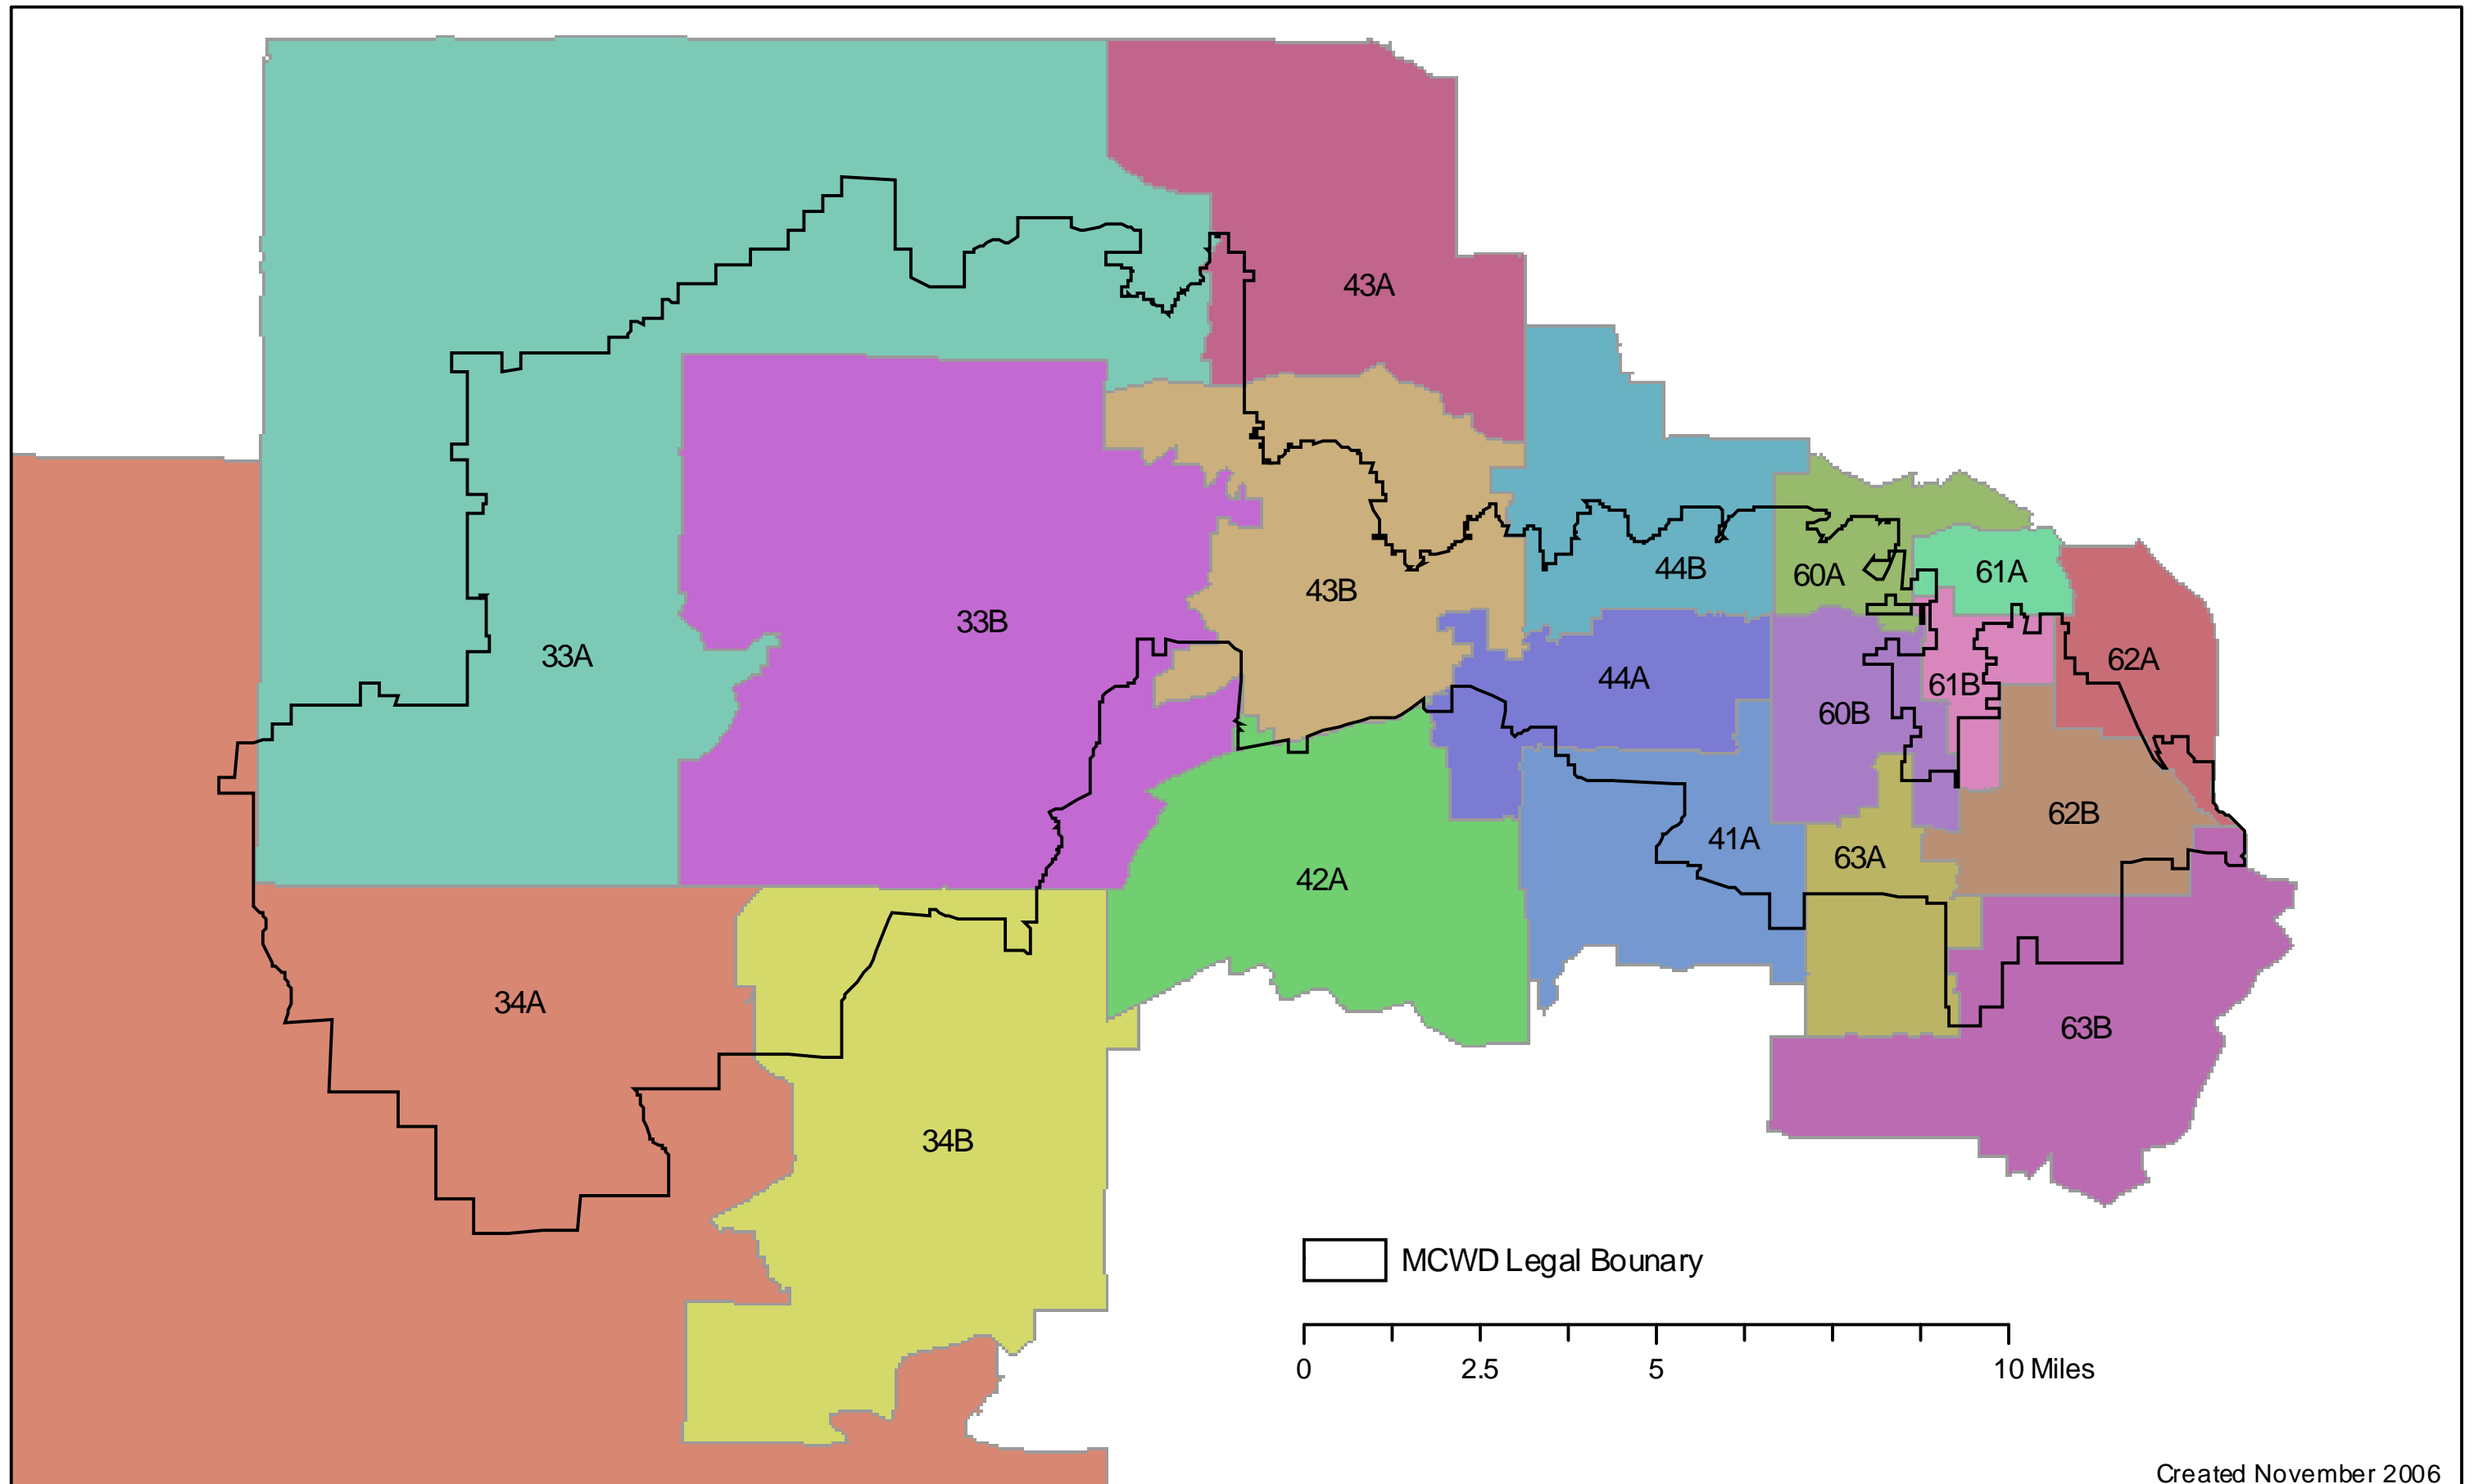 43A
44B
60A
61A
43B
33B
33A
62A
44A
61B
60B
62B
41A
63A
42A
34A
63B
34B
MCWD Legal Bounary
0 2.5 5 10 Miles
Created November 2006